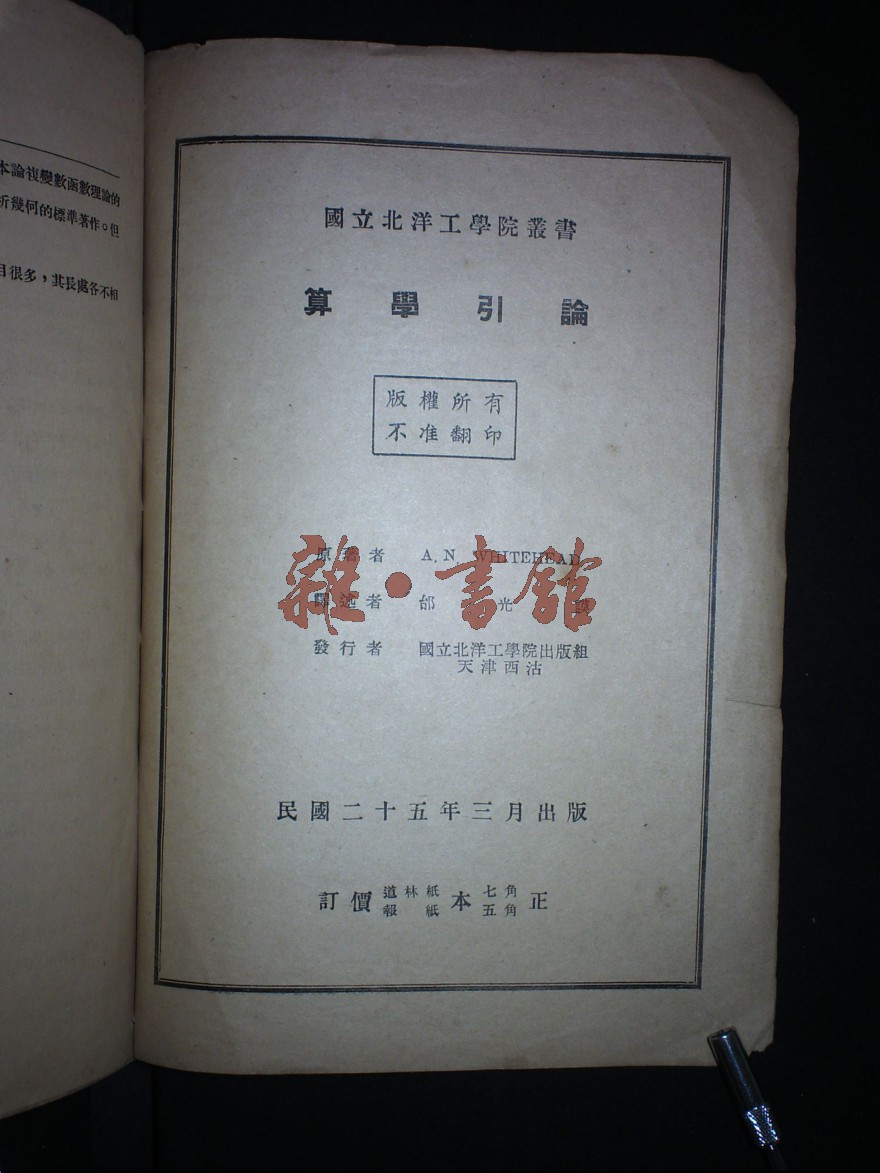 本論複變數函數理論的
析幾何的標準著作。但
目很多，其長處各不相
國立北洋工學院叢書
算學引論
版權所有
不准翻印
原著者 A. N. WHITEHEAD
譯述者 邰光謨
發行者 國立北洋工學院出版組
天津西沽
雜·書館
民國二十五年三月出版
訂價 道林紙 本 七角 正
報紙 五角